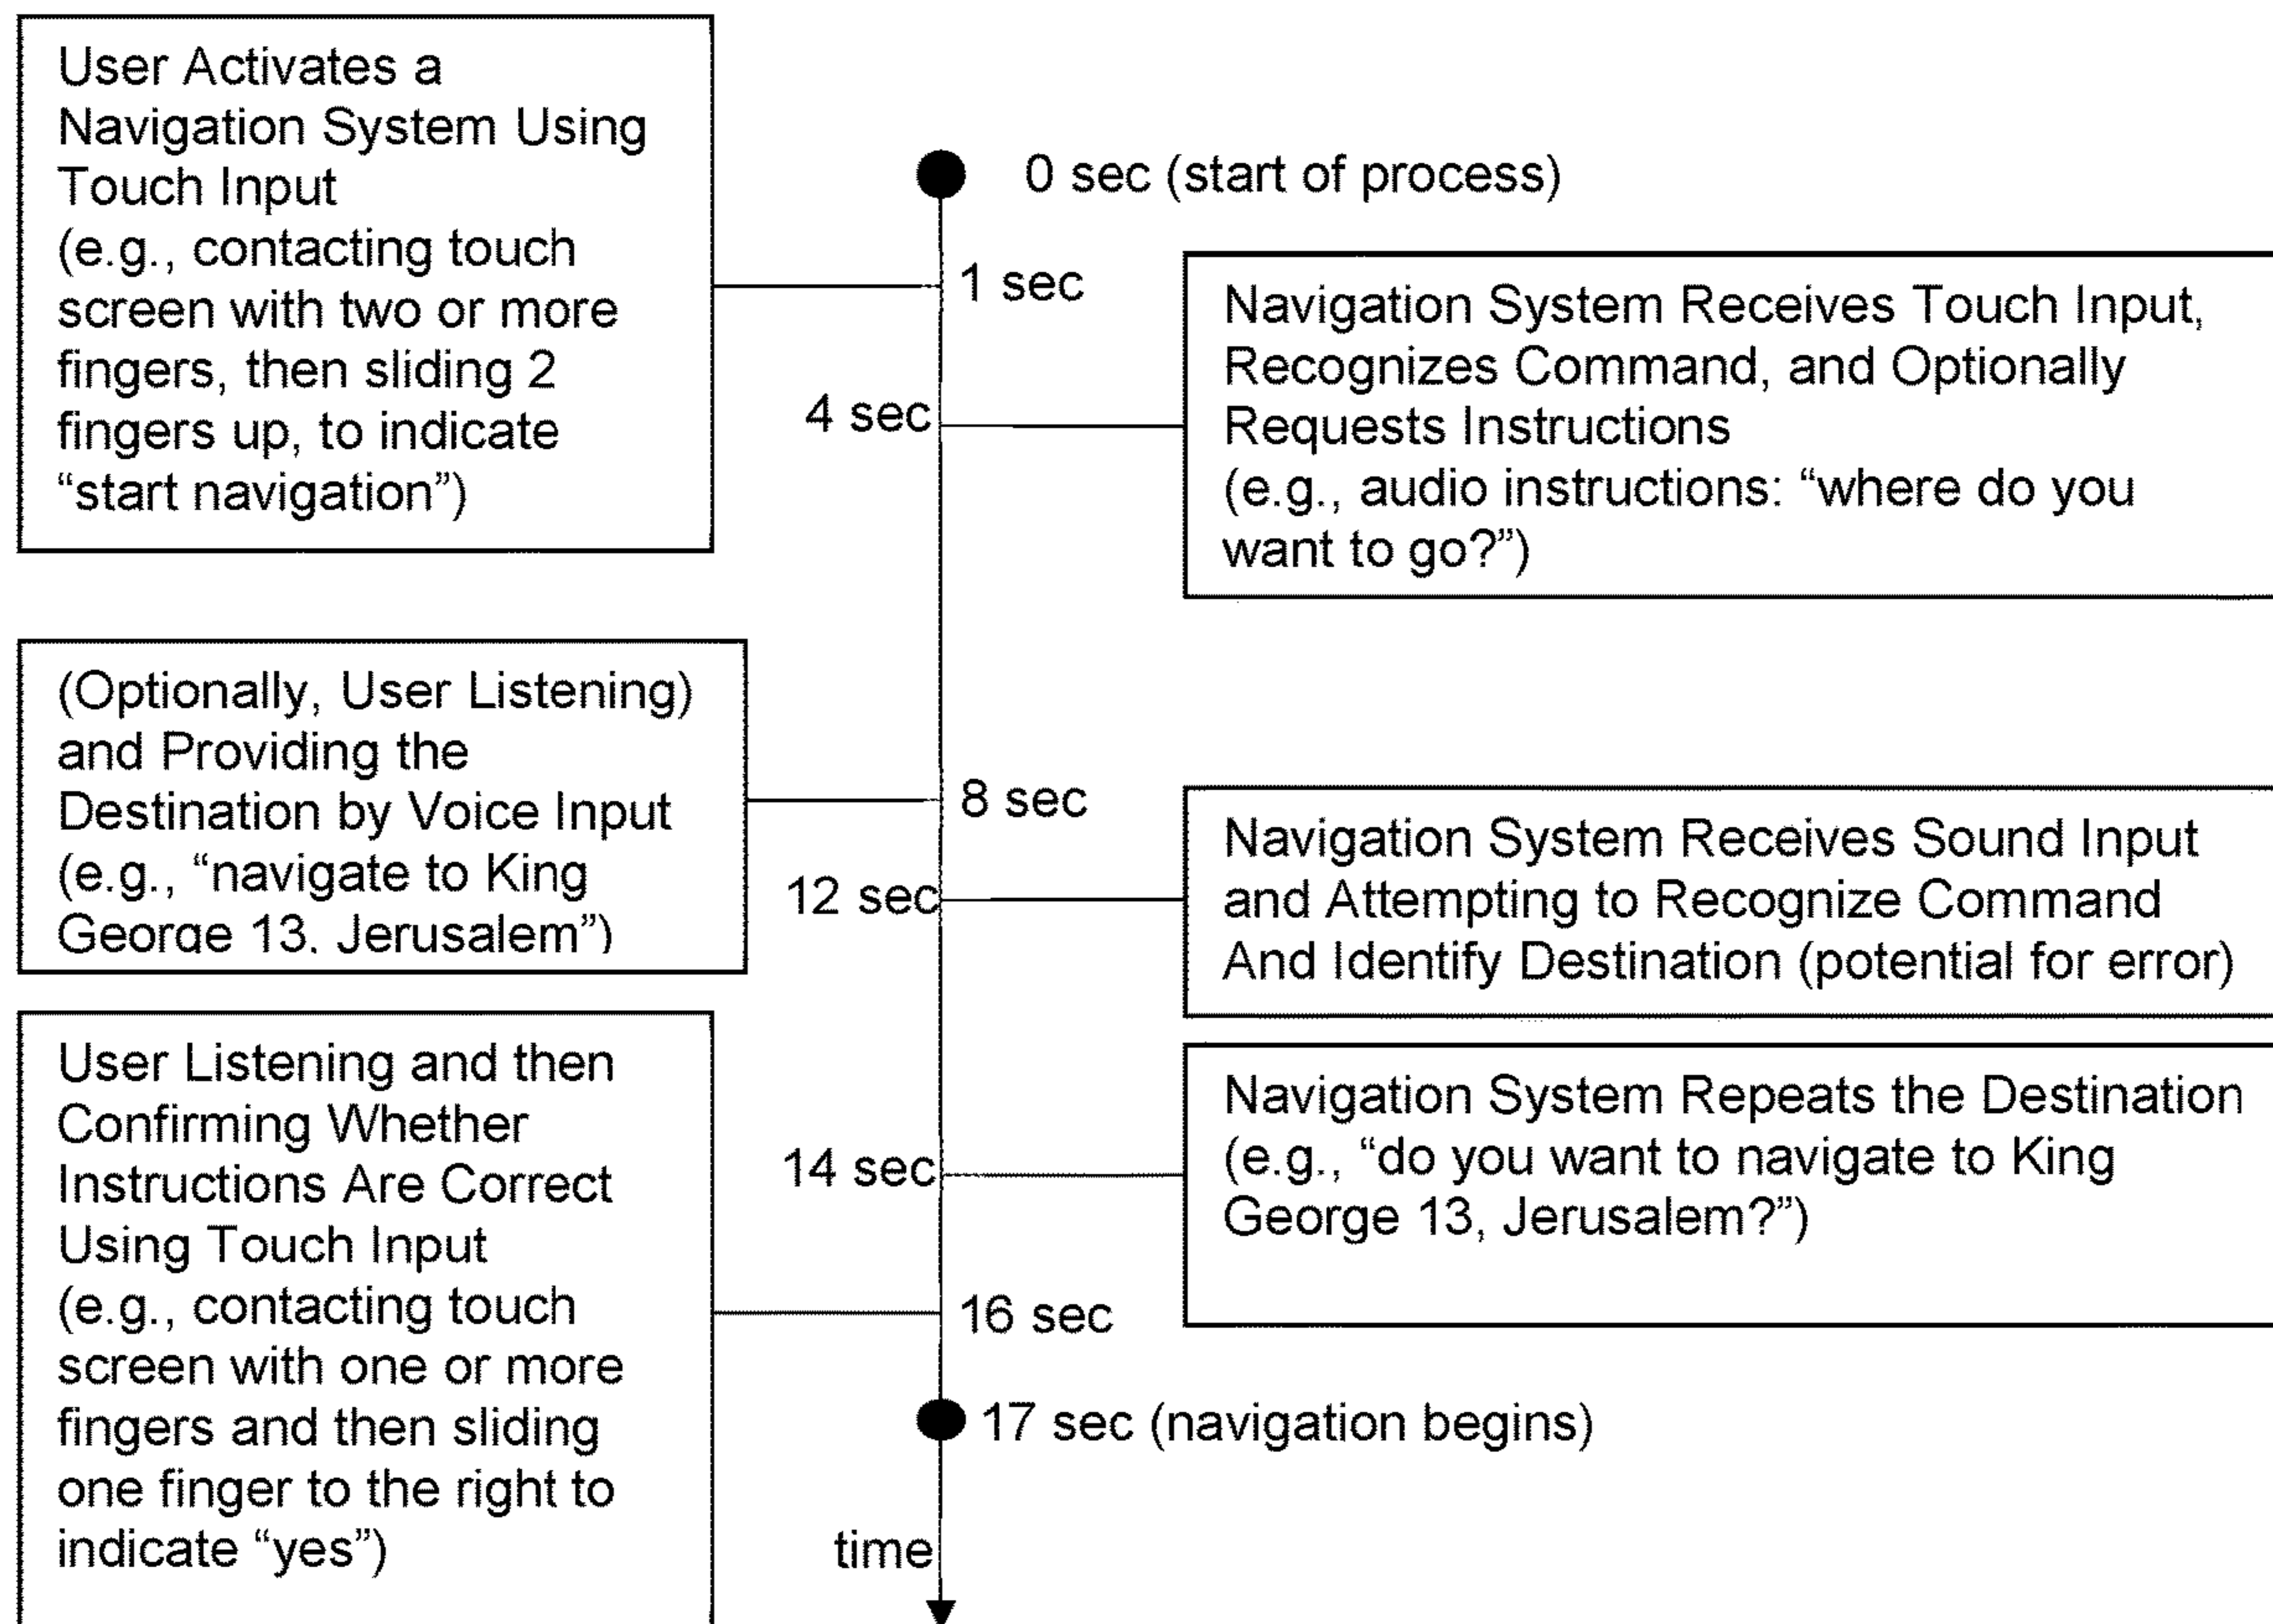 User Activates a
Navigation System Using
Touch Input
(e.g., contacting touch
screen with two or more
fingers, then sliding 2
fingers up, to indicate
“start navigation”)
0 sec (start of process)
1 sec
Navigation System Receives Touch Input,
Recognizes Command, and Optionally
Requests Instructions
(e.g., audio instructions: “where do you
want to go?”)
4 sec
(Optionally, User Listening)
and Providing the
Destination by Voice Input
(e.g., “navigate to King
George 13, Jerusalem”)
8 sec
12 sec
Navigation System Receives Sound Input
and Attempting to Recognize Command
And Identify Destination (potential for error)
User Listening and then
Confirming Whether
Instructions Are Correct
Using Touch Input
(e.g., contacting touch
screen with one or more
fingers and then sliding
one finger to the right to
indicate “yes”)
14 sec
Navigation System Repeats the Destination
(e.g., “do you want to navigate to King
George 13, Jerusalem?”)
16 sec
17 sec (navigation begins)
time